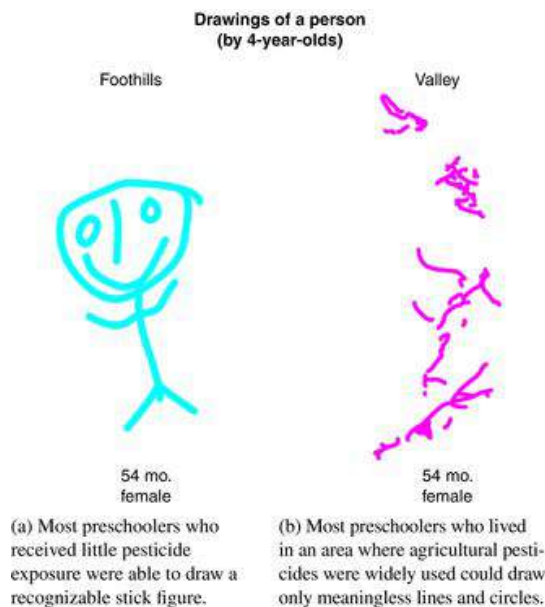 Drawings of a person
(by 4-year-olds)
Foothills
Valley
54 mo.
female
54 mo.
female
(a) Most preschoolers who
received little pesticide
exposure were able to draw a
recognizable stick figure.
(b) Most preschoolers who lived
in an area where agricultural pesti-
cides were widely used could draw
only meaningless lines and circles.